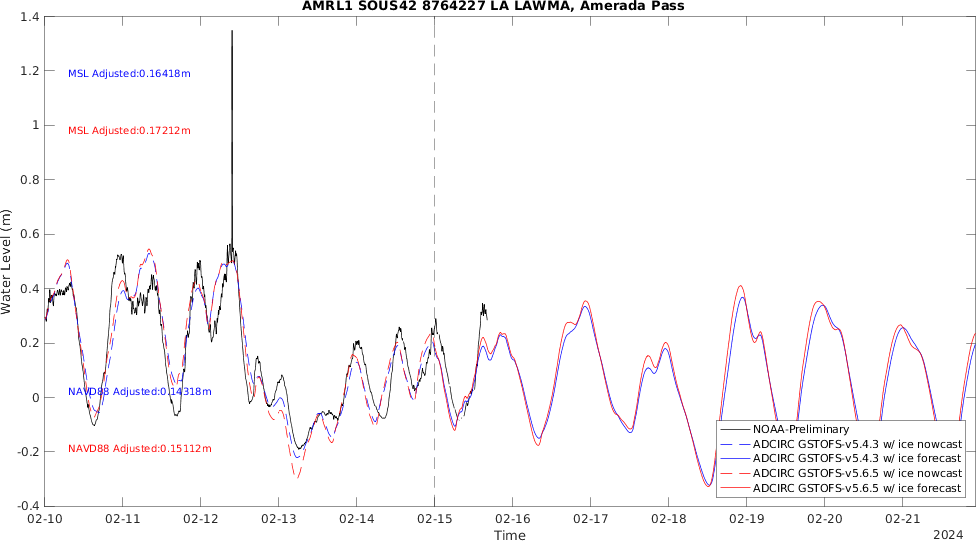 AMRL1 SOUS42 8764227 LA LAWMA, Amerada Pass
1.4
1.2
1
0.8
0.6
0.4
0.2
0
-0.2
-0.4
Water Level (m)
MSL Adjusted:0.16418m
MSL Adjusted:0.17212m
NAVD88 Adjusted:0.14318m
NAVD88 Adjusted:0.15112m
NOAA-Preliminary
ADCIRC GSTOFS-v5.4.3 w/ ice nowcast
ADCIRC GSTOFS-v5.4.3 w/ ice forecast
ADCIRC GSTOFS-v5.6.5 w/ ice nowcast
ADCIRC GSTOFS-v5.6.5 w/ ice forecast
02-10 02-11 02-12 02-13 02-14 02-15 02-16 02-17 02-18 02-19 02-20 02-21
Time
2024